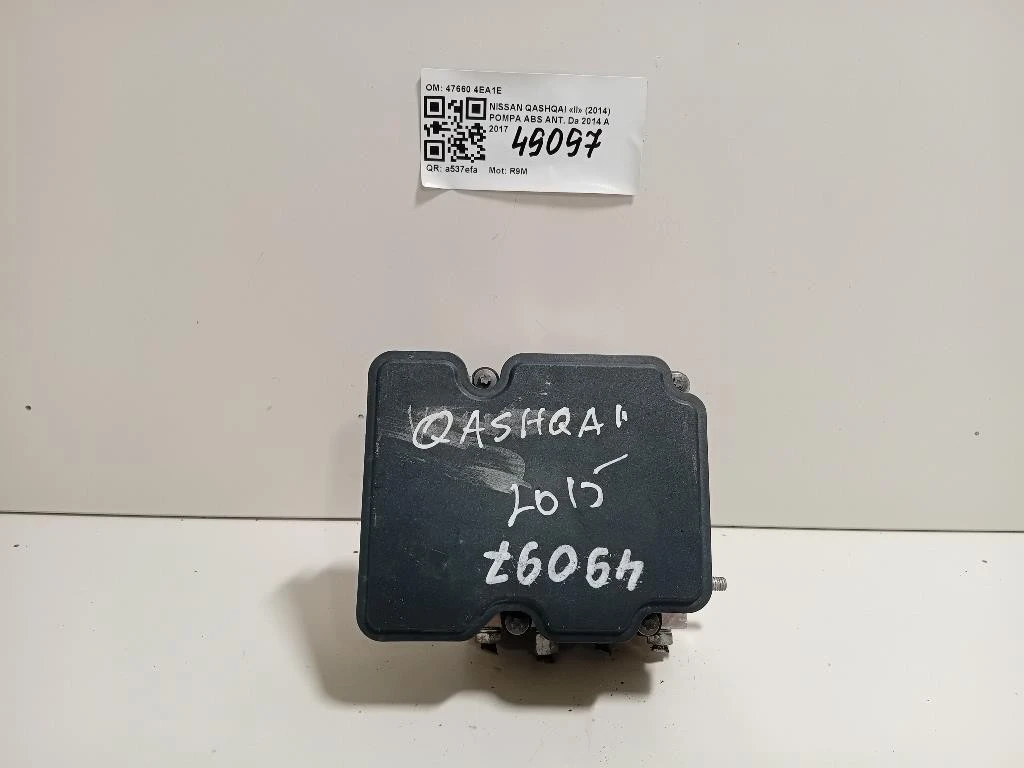 OM: 47660 4EA1E
NISSAN QASHQAI «II» (2014)
POMPA ABS ANT. Da 2014 A
2017
49097
QR: a537efa Mot: R9M
QASHQAI
2015
49097